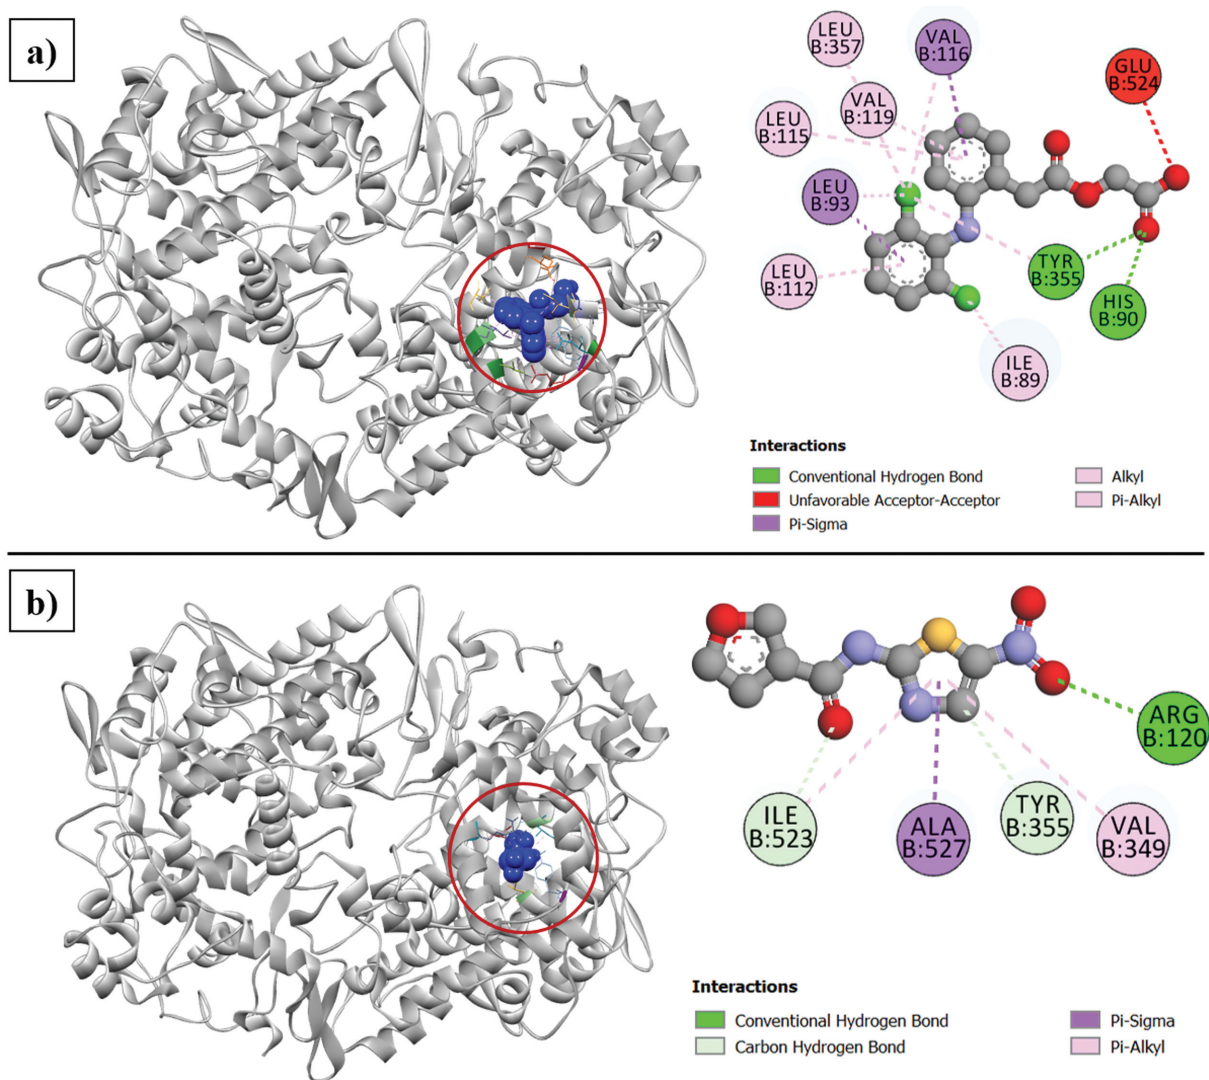 a)
LEU
B:357
VAL
B:116
GLU
B:524
VAL
B:119
LEU
B:115
LEU
B:93
TYR
B:355
LEU
B:112
HIS
B:90
ILE
B:89
Interactions
Conventional Hydrogen Bond
Unfavorable Acceptor-Acceptor
Pi-Sigma
Alkyl
Pi-Alkyl
b)
ARG
B:120
ILE
B:523
ALA
B:527
TYR
B:355
VAL
B:349
Interactions
Conventional Hydrogen Bond
Carbon Hydrogen Bond
Pi-Sigma
Pi-Alkyl